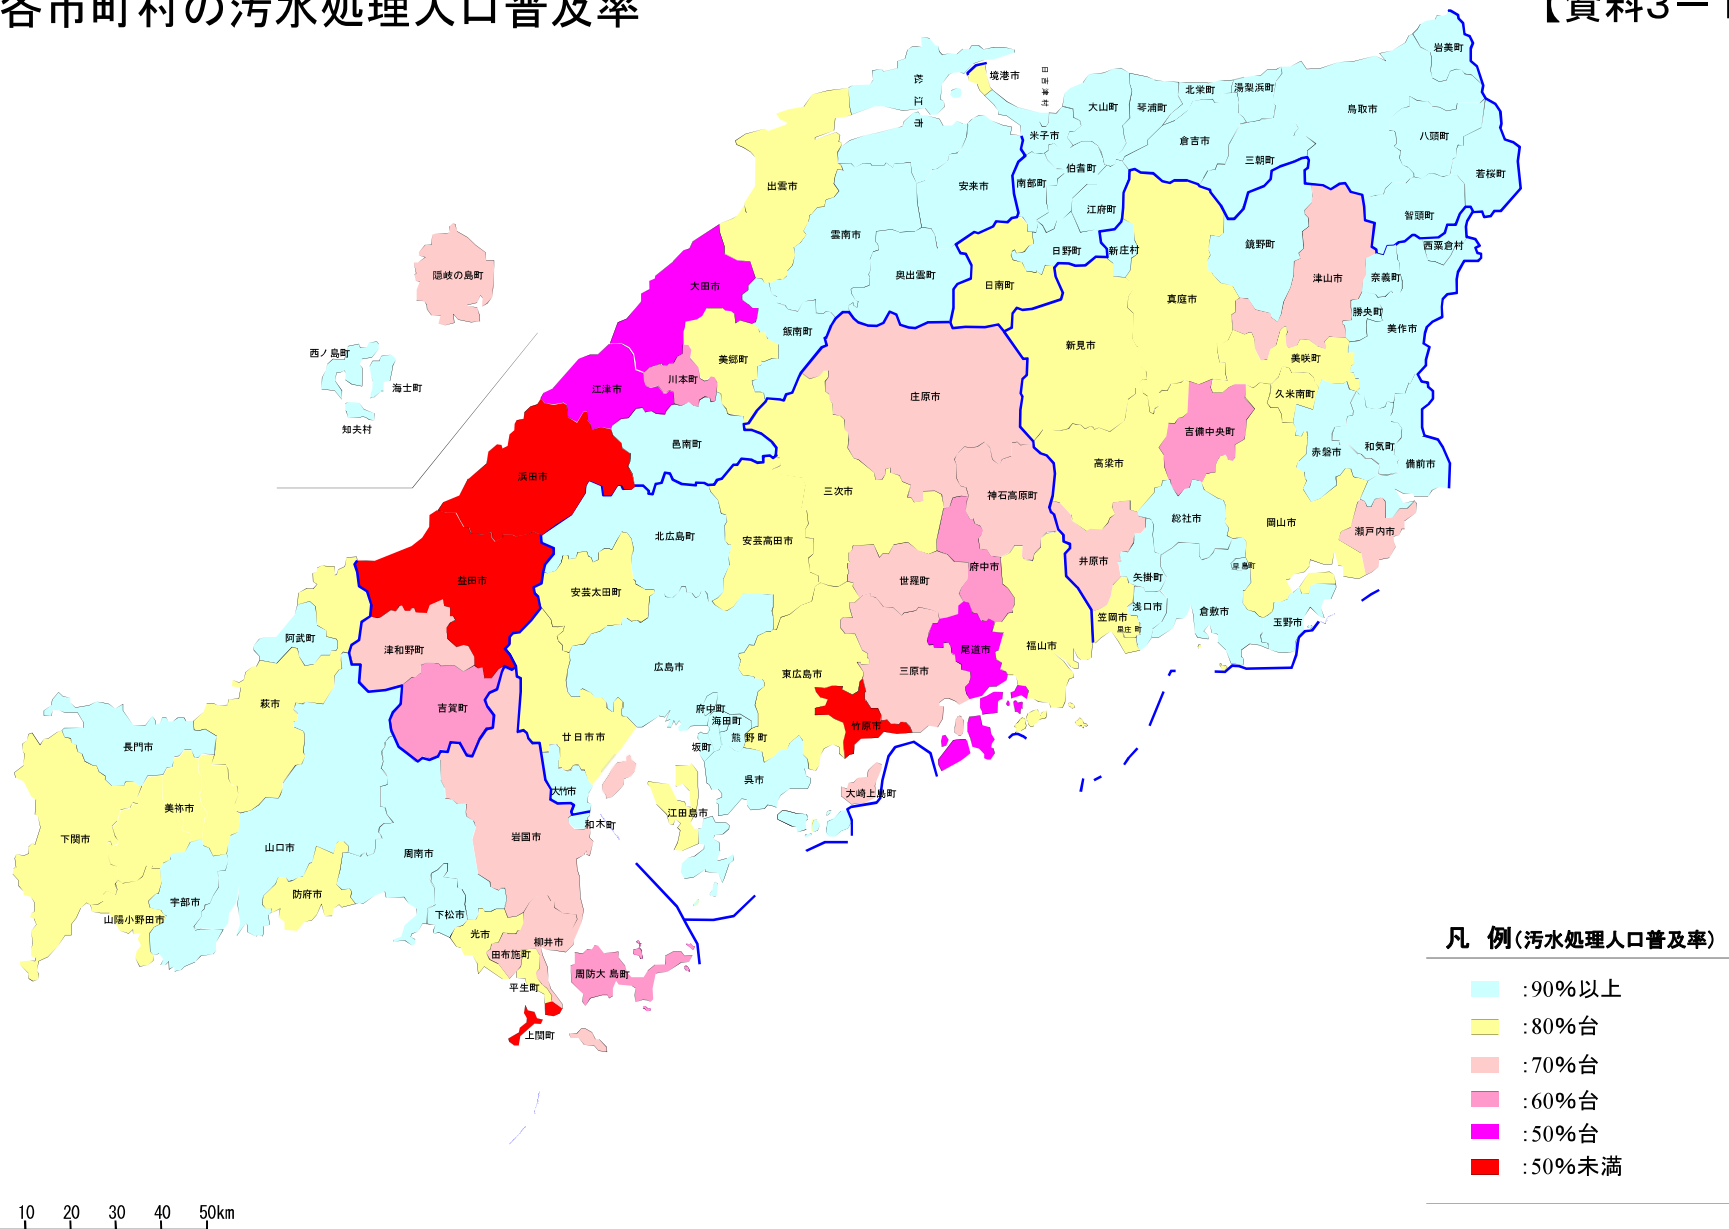 各市町村の汚水処理人口普及率
【資料3－1
岩美町
松江市
境港市
日吉津村
大山町
琴浦町
北栄町
湯梨浜町
鳥取市
米子市
倉吉市
八頭町
三朝町
伯耆町
若桜町
出雲市
安来市
南部町
江府町
智頭町
雲南市
日野町
新庄村
鏡野町
西粟倉村
隠岐の島町
奥出雲町
大田市
日南町
真庭市
津山市
奈義町
勝央町
美作市
飯南町
新見市
西ノ島町
美郷町
美咲町
海士町
川本町
江津市
庄原市
久米南町
知夫村
邑南町
吉備中央町
和気町
赤磐市
備前市
高梁市
浜田市
三次市
神石高原町
総社市
岡山市
瀬戸内市
北広島町
安芸高田市
井原市
府中市
早島町
益田市
世羅町
矢掛町
安芸太田町
浅口市
倉敷市
笠岡市
玉野市
里庄町
阿武町
津和野町
尾道市
福山市
広島市
三原市
東広島市
萩市
吉賀町
府中町
海田町
竹原市
長門市
廿日市市
坂町
熊野町
呉市
大竹市
大崎上島町
美祢市
江田島市
和木町
下関市
岩国市
山口市
周南市
防府市
宇部市
下松市
山陽小野田市
光市
柳井市
田布施町
周防大島町
平生町
上関町
凡 例(汚水処理人口普及率)
:90%以上
:80%台
:70%台
:60%台
:50%台
:50%未満
10 20 30 40 50km